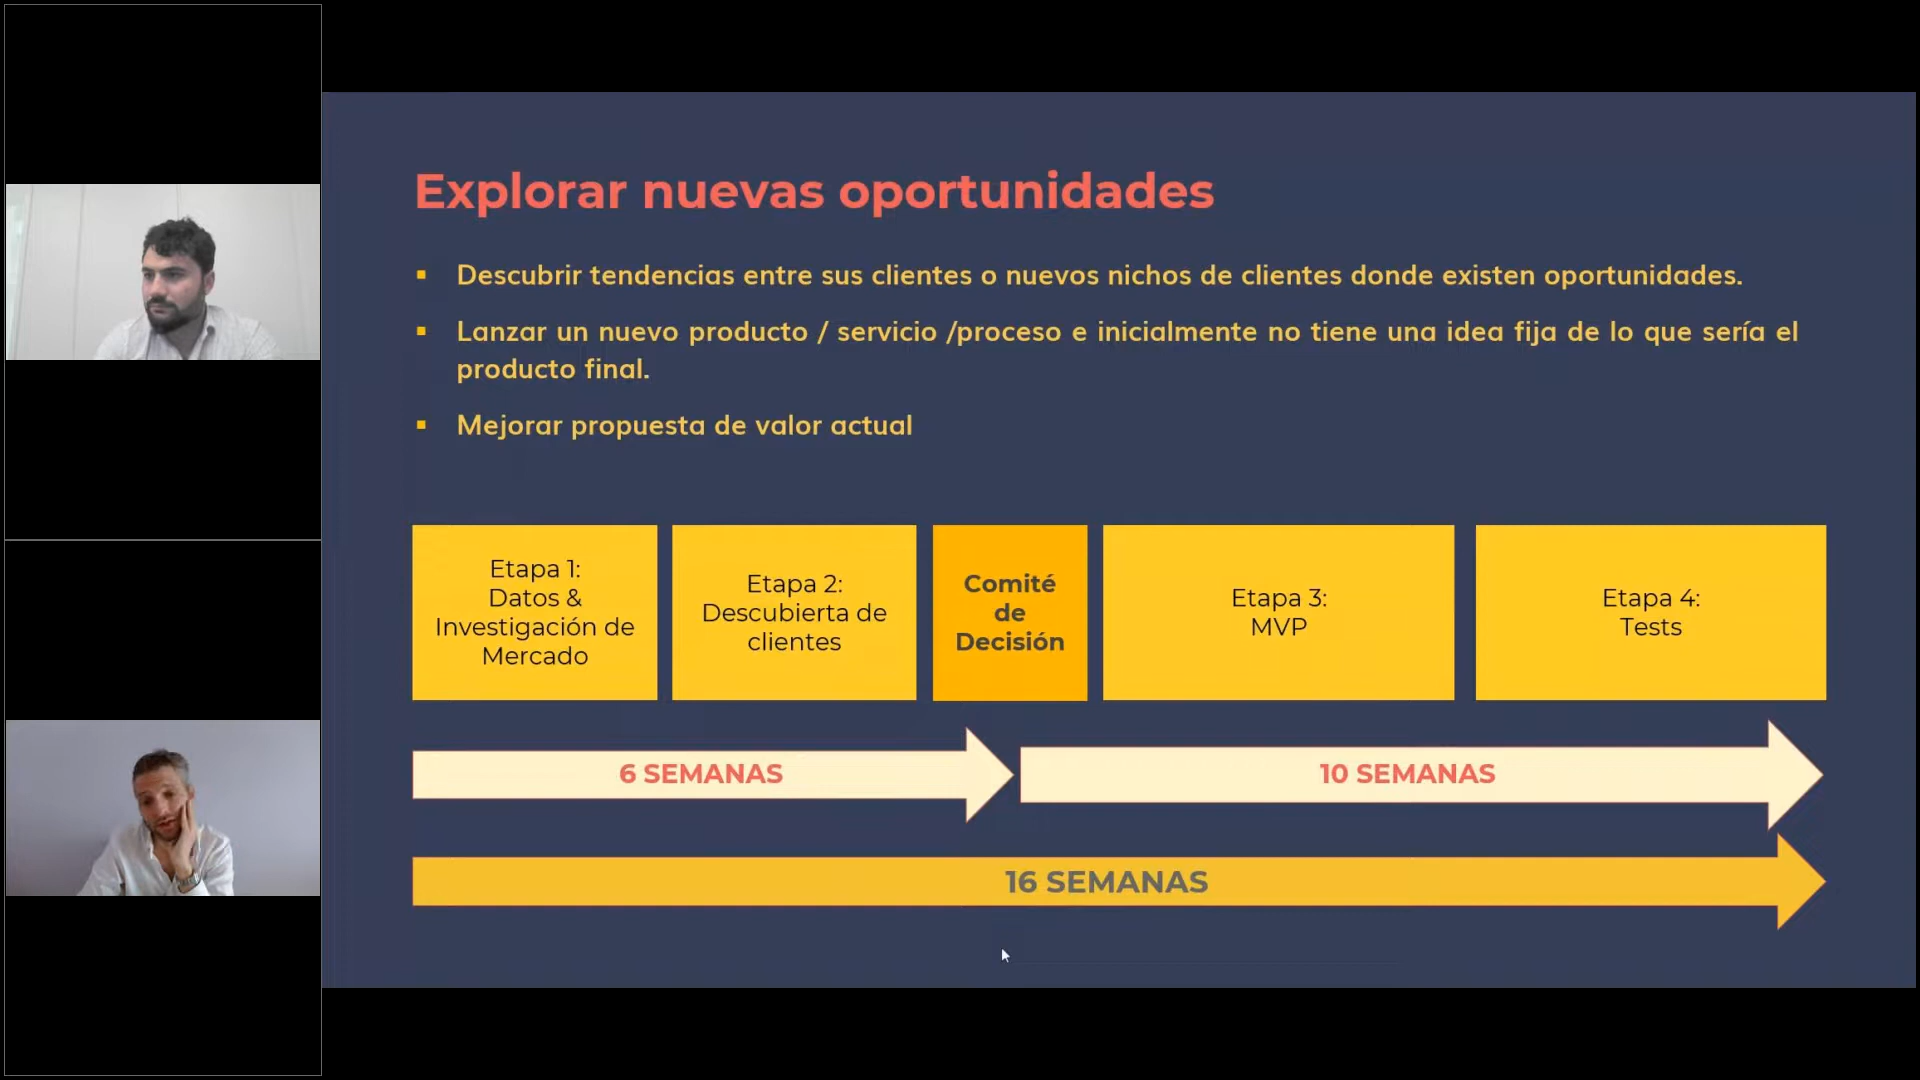 Explorar nuevas oportunidades
▪ Descubrir tendencias entre sus clientes o nuevos nichos de clientes donde existen oportunidades.
▪ Lanzar un nuevo producto / servicio /proceso e inicialmente no tiene una idea fija de lo que sería el
producto final.
▪ Mejorar propuesta de valor actual
Etapa 1:
Datos &
Investigación de
Mercado
Etapa 2:
Descubierta de
clientes
Comité
de
Decisión
Etapa 3:
MVP
Etapa 4:
Tests
6 SEMANAS
10 SEMANAS
16 SEMANAS